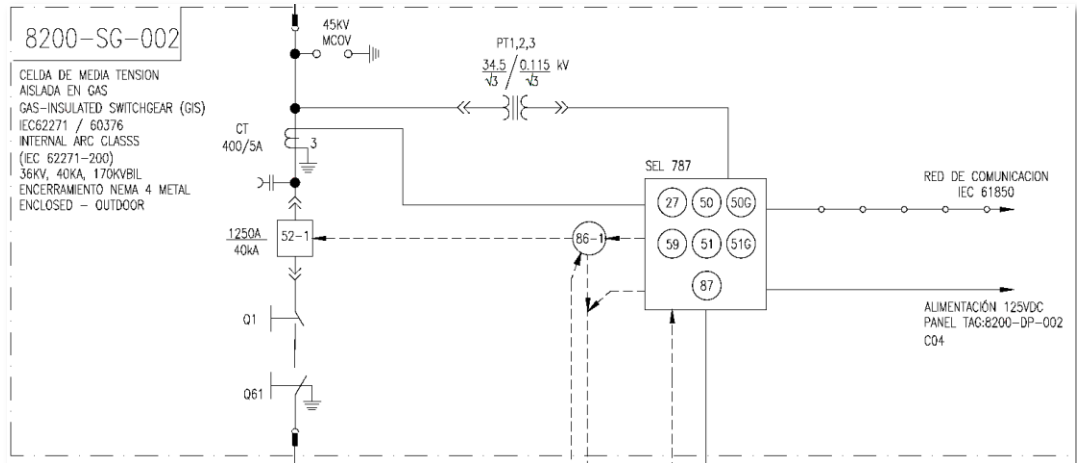 8200-SG-002
CELDA DE MEDIA TENSION
AISLADA EN GAS
GAS-INSULATED SWITCHGEAR (GIS)
IEC62271 / 60376
INTERNAL ARC CLASSS
(IEC 62271-200)
36KV, 40KA, 170KVBIL
ENCERRAMIENTO NEMA 4 METAL
ENCLOSED - OUTDOOR
45KV
MCOV
PT1,2,3
34.5 / 0.115 kV
√3 √3
CT
400/5A
3
SEL 787
27 50 50G
59 51 51G
87
RED DE COMUNICACION
IEC 61850
1250A
40kA
52-1
86-1
ALIMENTACIÓN 125VDC
PANEL TAG:8200-DP-002
C04
Q1
Q61